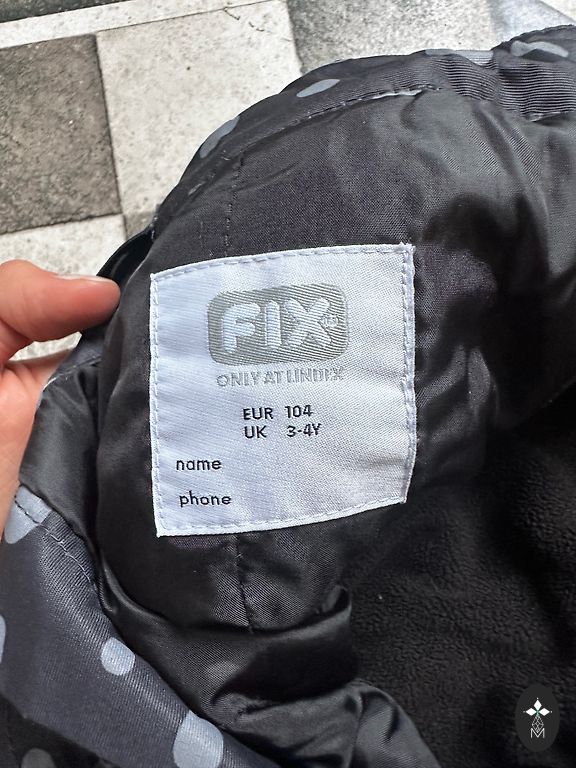 FIX
ONLY AT LINDEX
EUR 104
UK 3-4Y
name
phone